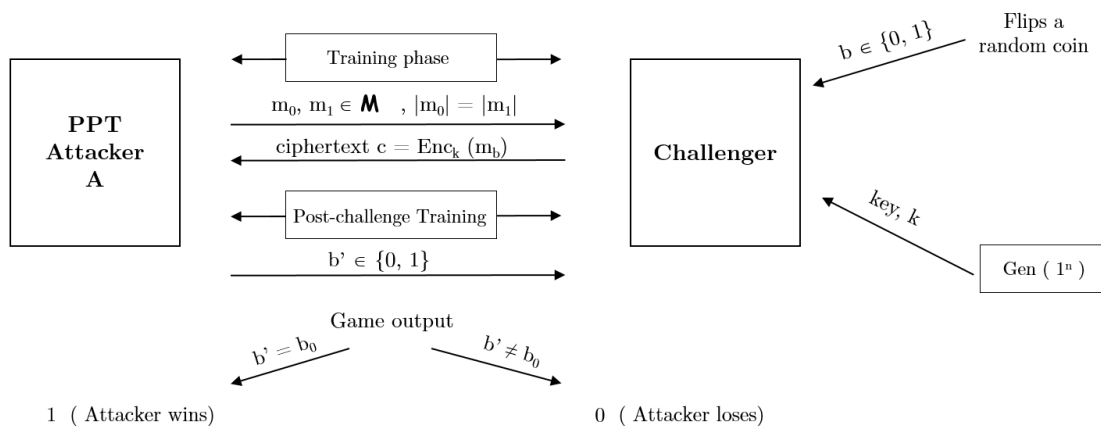 Flips a
random coin
b ∈ {0, 1}
Training phase
m₀, m₁ ∈ M , |m₀| = |m₁|
PPT
Attacker
A
Challenger
ciphertext c = Encₖ (m_b)
Post-challenge Training
key, k
b' ∈ {0, 1}
Gen ( 1ⁿ )
Game output
b' = b₀
b' ≠ b₀
1 ( Attacker wins)
0 ( Attacker loses)